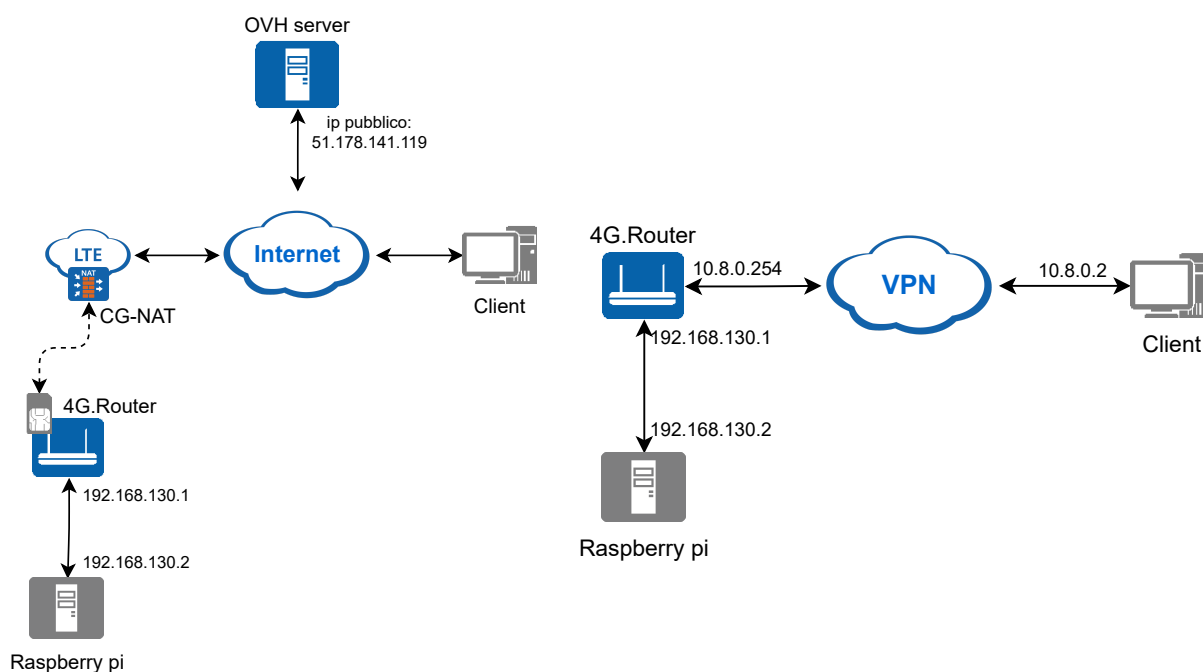 OVH server
ip pubblico:
51.178.141.119
LTE
NAT
CG-NAT
Internet
Client
4G.Router
192.168.130.1
192.168.130.2
Raspberry pi
4G.Router
10.8.0.254
VPN
10.8.0.2
Client
192.168.130.1
192.168.130.2
Raspberry pi